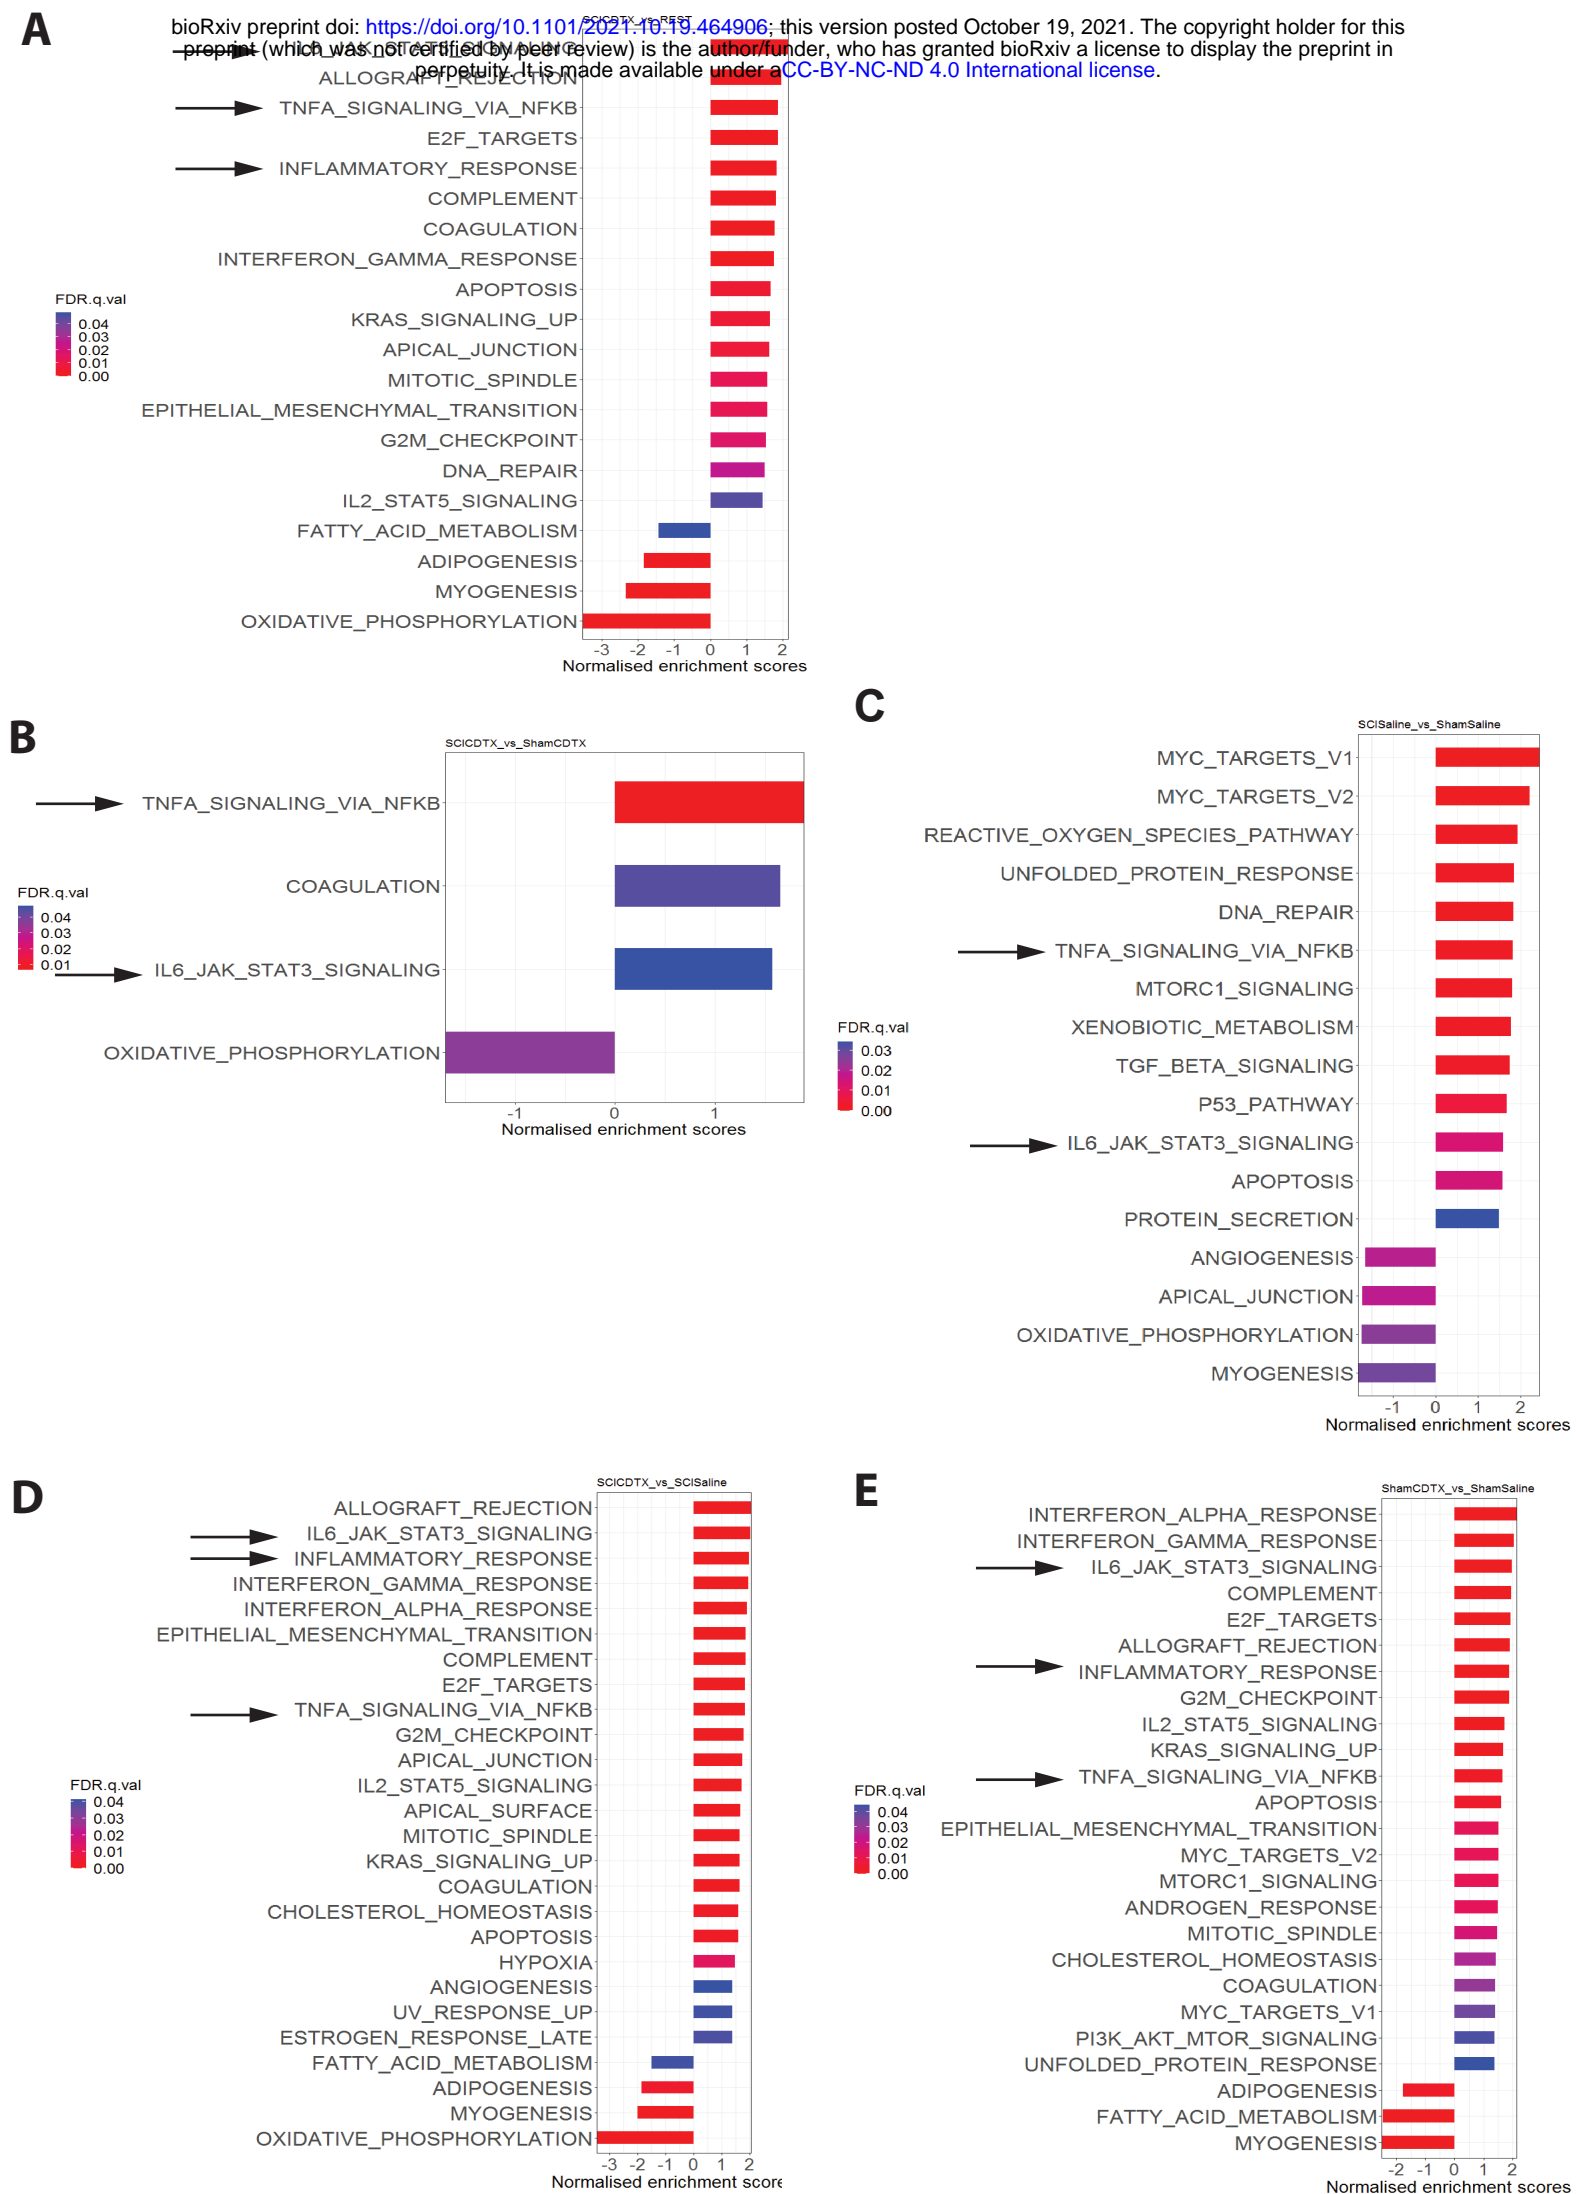 bioRxiv preprint doi: https://doi.org/10.1101/2021.10.19.464906; this version posted October 19, 2021. The copyright holder for this
preprint (which was not certified by peer review) is the author/funder, who has granted bioRxiv a license to display the preprint in
perpetuity. It is made available under aCC-BY-NC-ND 4.0 International license.
A
SCICDTX_vs_REST
IL6_JAK_STAT3_SIGNALING
ALLOGRAFT_REJECTION
TNFA_SIGNALING_VIA_NFKB
E2F_TARGETS
INFLAMMATORY_RESPONSE
COMPLEMENT
COAGULATION
INTERFERON_GAMMA_RESPONSE
APOPTOSIS
KRAS_SIGNALING_UP
APICAL_JUNCTION
MITOTIC_SPINDLE
EPITHELIAL_MESENCHYMAL_TRANSITION
G2M_CHECKPOINT
DNA_REPAIR
IL2_STAT5_SIGNALING
FATTY_ACID_METABOLISM
ADIPOGENESIS
MYOGENESIS
OXIDATIVE_PHOSPHORYLATION
-3 -2 -1 0 1 2
Normalised enrichment scores
FDR.q.val
0.04
0.03
0.02
0.01
0.00
B
SCICDTX_vs_ShamCDTX
TNFA_SIGNALING_VIA_NFKB
COAGULATION
IL6_JAK_STAT3_SIGNALING
OXIDATIVE_PHOSPHORYLATION
-1 0 1
Normalised enrichment scores
FDR.q.val
0.04
0.03
0.02
0.01
C
SCISaline_vs_ShamSaline
MYC_TARGETS_V1
MYC_TARGETS_V2
REACTIVE_OXYGEN_SPECIES_PATHWAY
UNFOLDED_PROTEIN_RESPONSE
DNA_REPAIR
TNFA_SIGNALING_VIA_NFKB
MTORC1_SIGNALING
XENOBIOTIC_METABOLISM
TGF_BETA_SIGNALING
P53_PATHWAY
IL6_JAK_STAT3_SIGNALING
APOPTOSIS
PROTEIN_SECRETION
ANGIOGENESIS
APICAL_JUNCTION
OXIDATIVE_PHOSPHORYLATION
MYOGENESIS
-1 0 1 2
Normalised enrichment scores
FDR.q.val
0.03
0.02
0.01
0.00
D
SCICDTX_vs_SCISaline
ALLOGRAFT_REJECTION
IL6_JAK_STAT3_SIGNALING
INFLAMMATORY_RESPONSE
INTERFERON_GAMMA_RESPONSE
INTERFERON_ALPHA_RESPONSE
EPITHELIAL_MESENCHYMAL_TRANSITION
COMPLEMENT
E2F_TARGETS
TNFA_SIGNALING_VIA_NFKB
G2M_CHECKPOINT
APICAL_JUNCTION
IL2_STAT5_SIGNALING
APICAL_SURFACE
MITOTIC_SPINDLE
KRAS_SIGNALING_UP
COAGULATION
CHOLESTEROL_HOMEOSTASIS
APOPTOSIS
HYPOXIA
ANGIOGENESIS
UV_RESPONSE_UP
ESTROGEN_RESPONSE_LATE
FATTY_ACID_METABOLISM
ADIPOGENESIS
MYOGENESIS
OXIDATIVE_PHOSPHORYLATION
-3 -2 -1 0 1 2
Normalised enrichment score
FDR.q.val
0.04
0.03
0.02
0.01
0.00
E
ShamCDTX_vs_ShamSaline
INTERFERON_ALPHA_RESPONSE
INTERFERON_GAMMA_RESPONSE
IL6_JAK_STAT3_SIGNALING
COMPLEMENT
E2F_TARGETS
ALLOGRAFT_REJECTION
INFLAMMATORY_RESPONSE
G2M_CHECKPOINT
IL2_STAT5_SIGNALING
KRAS_SIGNALING_UP
TNFA_SIGNALING_VIA_NFKB
APOPTOSIS
EPITHELIAL_MESENCHYMAL_TRANSITION
MYC_TARGETS_V2
MTORC1_SIGNALING
ANDROGEN_RESPONSE
MITOTIC_SPINDLE
CHOLESTEROL_HOMEOSTASIS
COAGULATION
MYC_TARGETS_V1
PI3K_AKT_MTOR_SIGNALING
UNFOLDED_PROTEIN_RESPONSE
ADIPOGENESIS
FATTY_ACID_METABOLISM
MYOGENESIS
-2 -1 0 1 2
Normalised enrichment scores
FDR.q.val
0.04
0.03
0.02
0.01
0.00